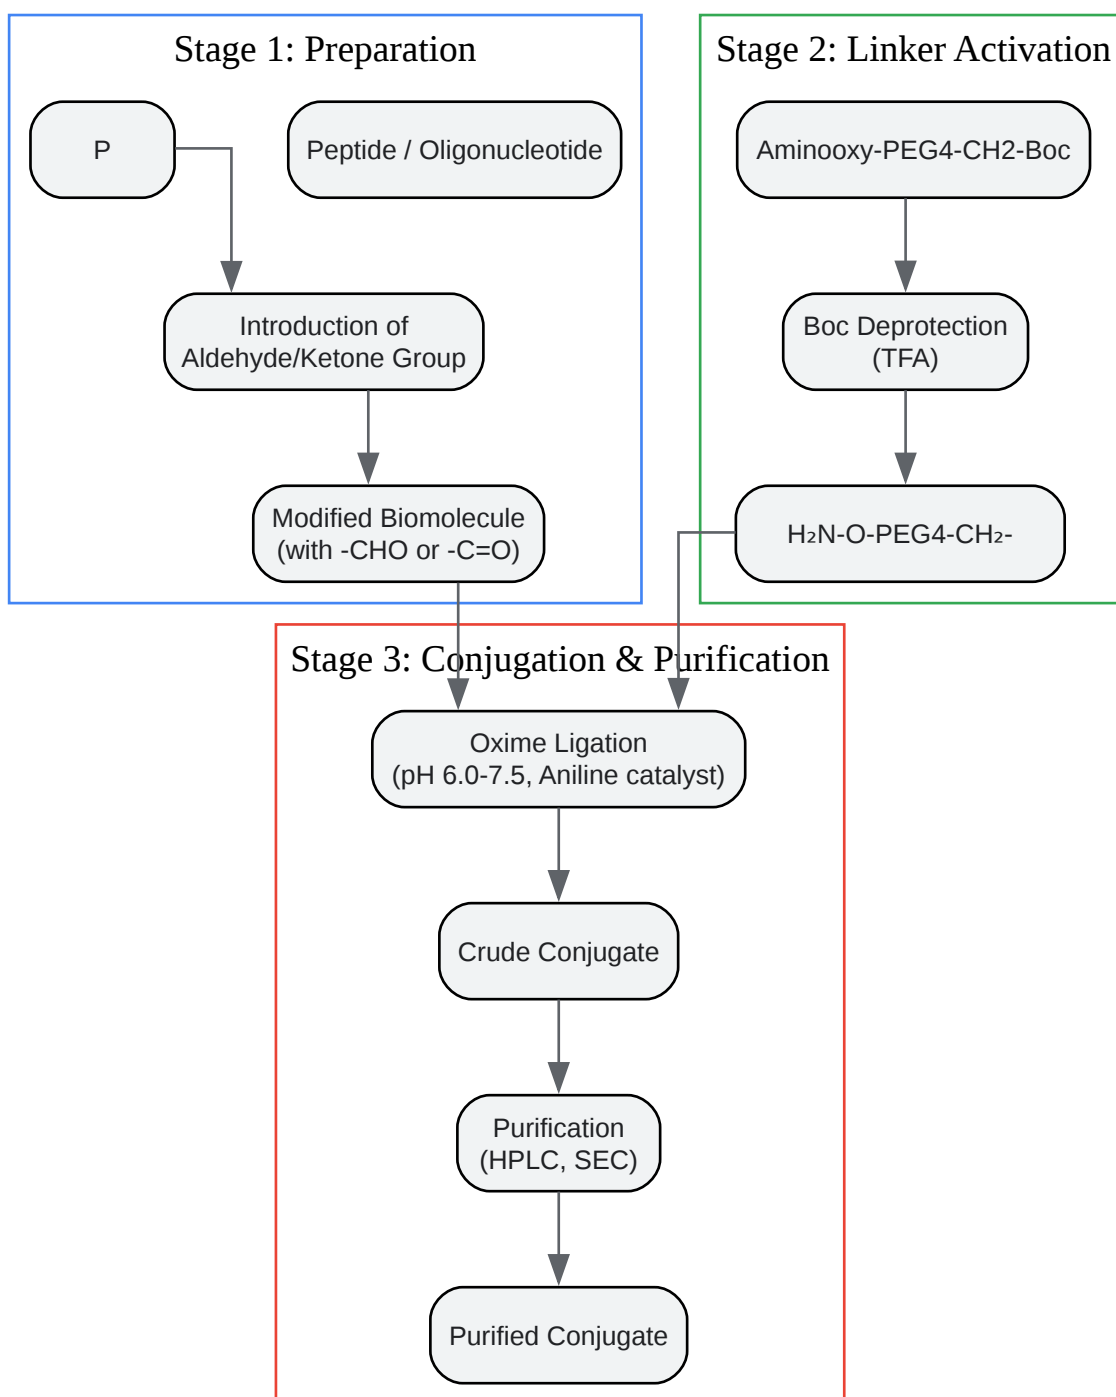 Stage 1: Preparation
P
Peptide / Oligonucleotide
Introduction of
Aldehyde/Ketone Group
Modified Biomolecule
(with -CHO or -C=O)
Stage 2: Linker Activation
Aminooxy-PEG4-CH2-Boc
Boc Deprotection
(TFA)
H₂N-O-PEG4-CH₂-
Stage 3: Conjugation & Purification
Oxime Ligation
(pH 6.0-7.5, Aniline catalyst)
Crude Conjugate
Purification
(HPLC, SEC)
Purified Conjugate